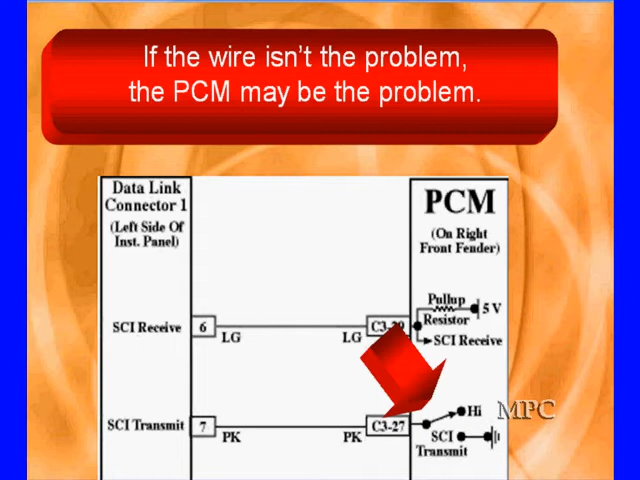 If the wire isn't the problem,
the PCM may be the problem.
Data Link
Connector 1
(Left Side Of
Inst. Panel)
PCM
(On Right
Front Fender)
Pullup
5 V
Resistor
SCI Receive
6
LG
LG
SCI Receive
SCI Transmit
7
PK
PK
C3-27
Hi
SCI
Transmit
MPC